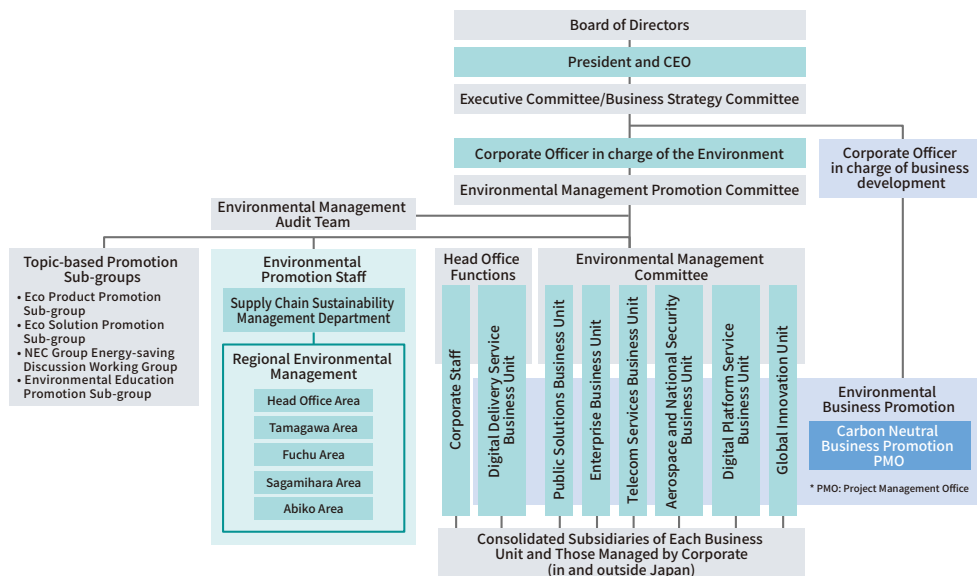 Board of Directors
President and CEO
Executive Committee/Business Strategy Committee
Corporate Officer in charge of the Environment
Corporate Officer
in charge of business
development
Environmental Management Promotion Committee
Environmental Management
Audit Team
Topic-based Promotion
Sub-groups
• Eco Product Promotion
Sub-group
• Eco Solution Promotion
Sub-group
• NEC Group Energy-saving
Discussion Working Group
• Environmental Education
Promotion Sub-group
Environmental
Promotion Staff
Supply Chain Sustainability
Management Department
Regional Environmental
Management
Head Office Area
Tamagawa Area
Fuchu Area
Sagamihara Area
Abiko Area
Head Office
Functions
Corporate Staff
Digital Delivery Service
Business Unit
Environmental Management
Committee
Public Solutions Business Unit
Enterprise Business Unit
Telecom Services Business Unit
Aerospace and National Security
Business Unit
Digital Platform Service
Business Unit
Global Innovation Unit
Environmental
Business Promotion
Carbon Neutral
Business Promotion
PMO
* PMO: Project Management Office
Consolidated Subsidiaries of Each Business
Unit and Those Managed by Corporate
(in and outside Japan)